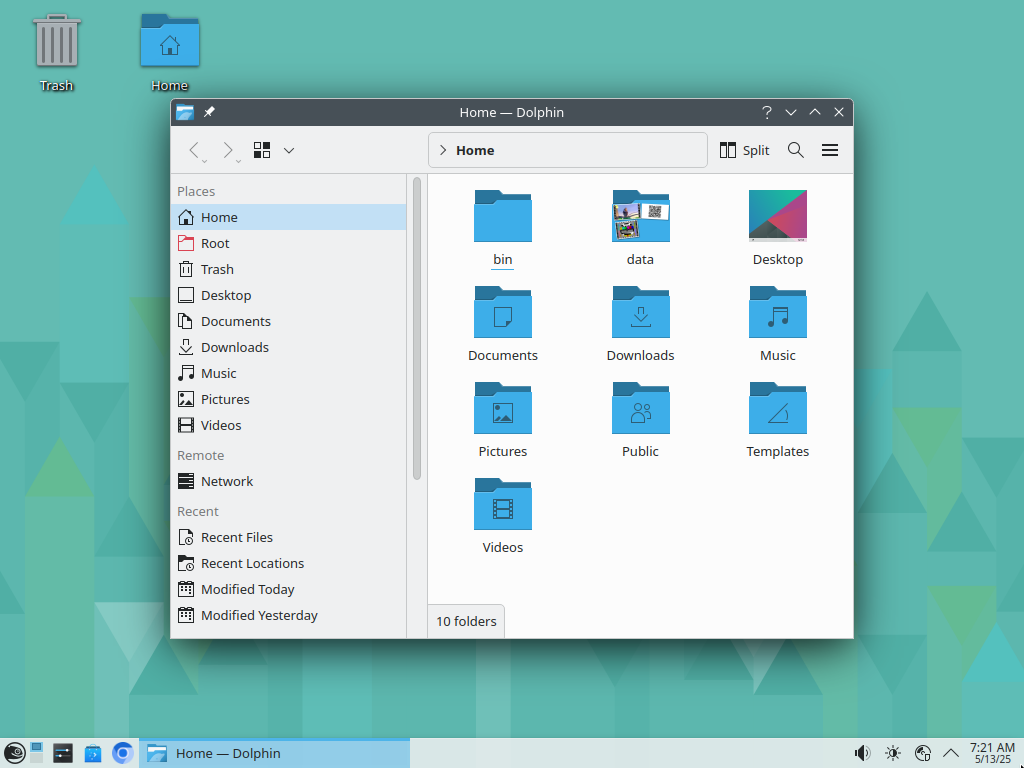 Trash
Home
Home — Dolphin
Home
Split
Places
Home
Root
Trash
Desktop
Documents
Downloads
Music
Pictures
Videos
Remote
Network
Recent
Recent Files
Recent Locations
Modified Today
Modified Yesterday
bin
data
Desktop
Documents
Downloads
Music
Pictures
Public
Templates
Videos
10 folders
Home — Dolphin
7:21 AM
5/13/25